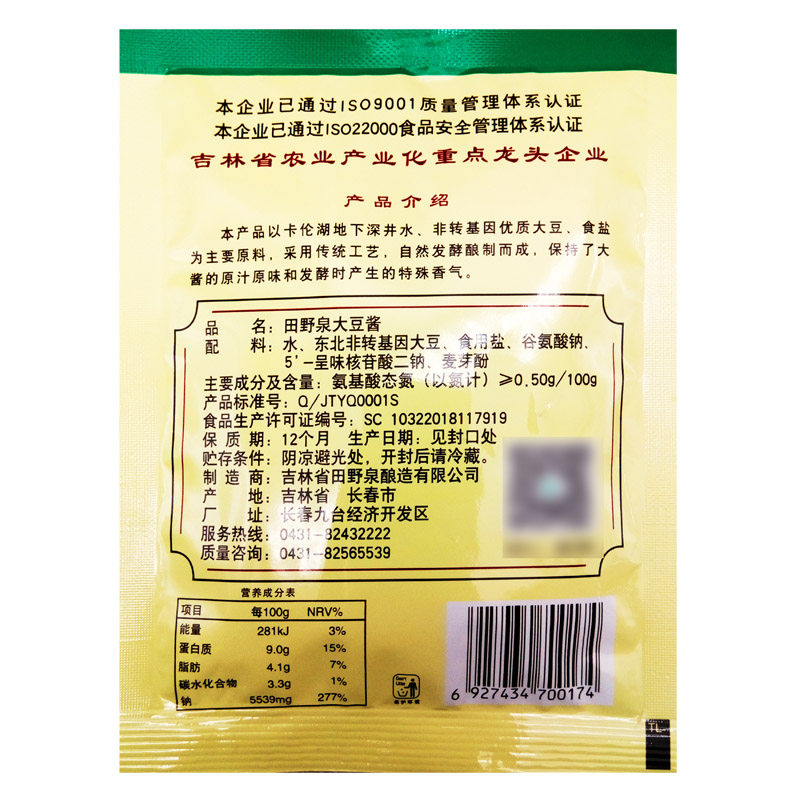 本企业已通过ISO9001质量管理体系认证
本企业已通过ISO22000食品安全管理体系认证
吉林省农业产业化重点龙头企业
产品介绍
本产品以卡伦湖地下深井水、非转基因优质大豆、食盐
为主要原料，采用传统工艺，自然发酵酿制而成，保持了大
酱的原汁原味和发酵时产生的特殊香气。
品 名：田野泉大豆酱
配 料：水、东北非转基因大豆、食用盐、谷氨酸钠、
5'-呈味核苷酸二钠、麦芽酚
主要成分及含量：氨基酸态氮（以氮计）≥0.50g/100g
产品标准号：Q/JTYQ0001S
食品生产许可证编号：SC 10322018117919
保 质 期：12个月 生产日期：见封口处
贮存条件：阴凉避光处，开封后请冷藏。
制 造 商：吉林省田野泉酿造有限公司
产 地：吉林省 长春市
厂 址：长春九台经济开发区
服务热线：0431-82432222
质量咨询：0431-82565539
营养成分表
项目 每100g NRV%
能量 281kJ 3%
蛋白质 9.0g 15%
脂肪 4.1g 7%
碳水化合物 3.3g 1%
钠 5539mg 277%
6 927434 700174
TL